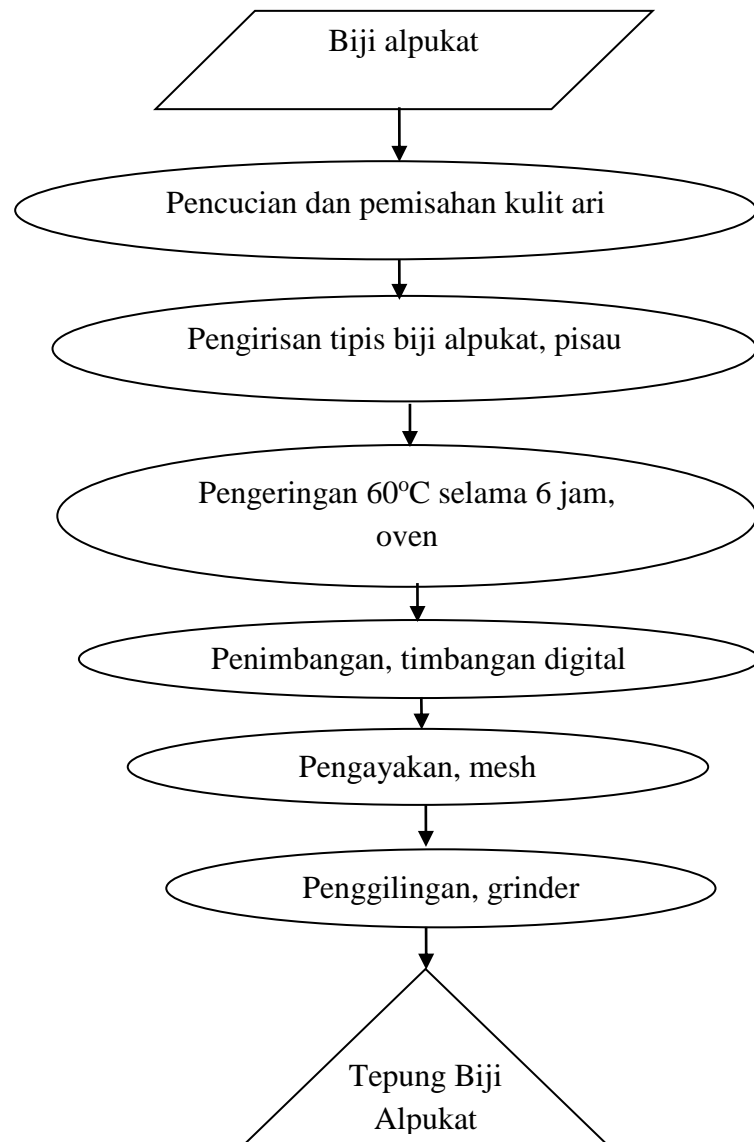 Biji alpukat
Pencucian dan pemisahan kulit ari
Pengirisan tipis biji alpukat, pisau
Pengeringan 60°C selama 6 jam,
oven
Penimbangan, timbangan digital
Pengayakan, mesh
Penggilingan, grinder
Tepung Biji
Alpukat